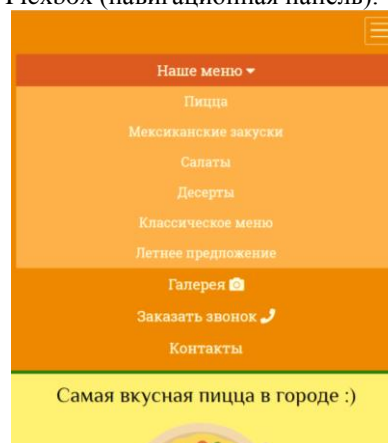 Flexbox (навигационная панель).
Наше меню
Пицца
Мексиканские закуски
Салаты
Десерты
Классическое меню
Летнее предложение
Галерея
Заказать звонок
Контакты
Самая вкусная пицца в городе :)